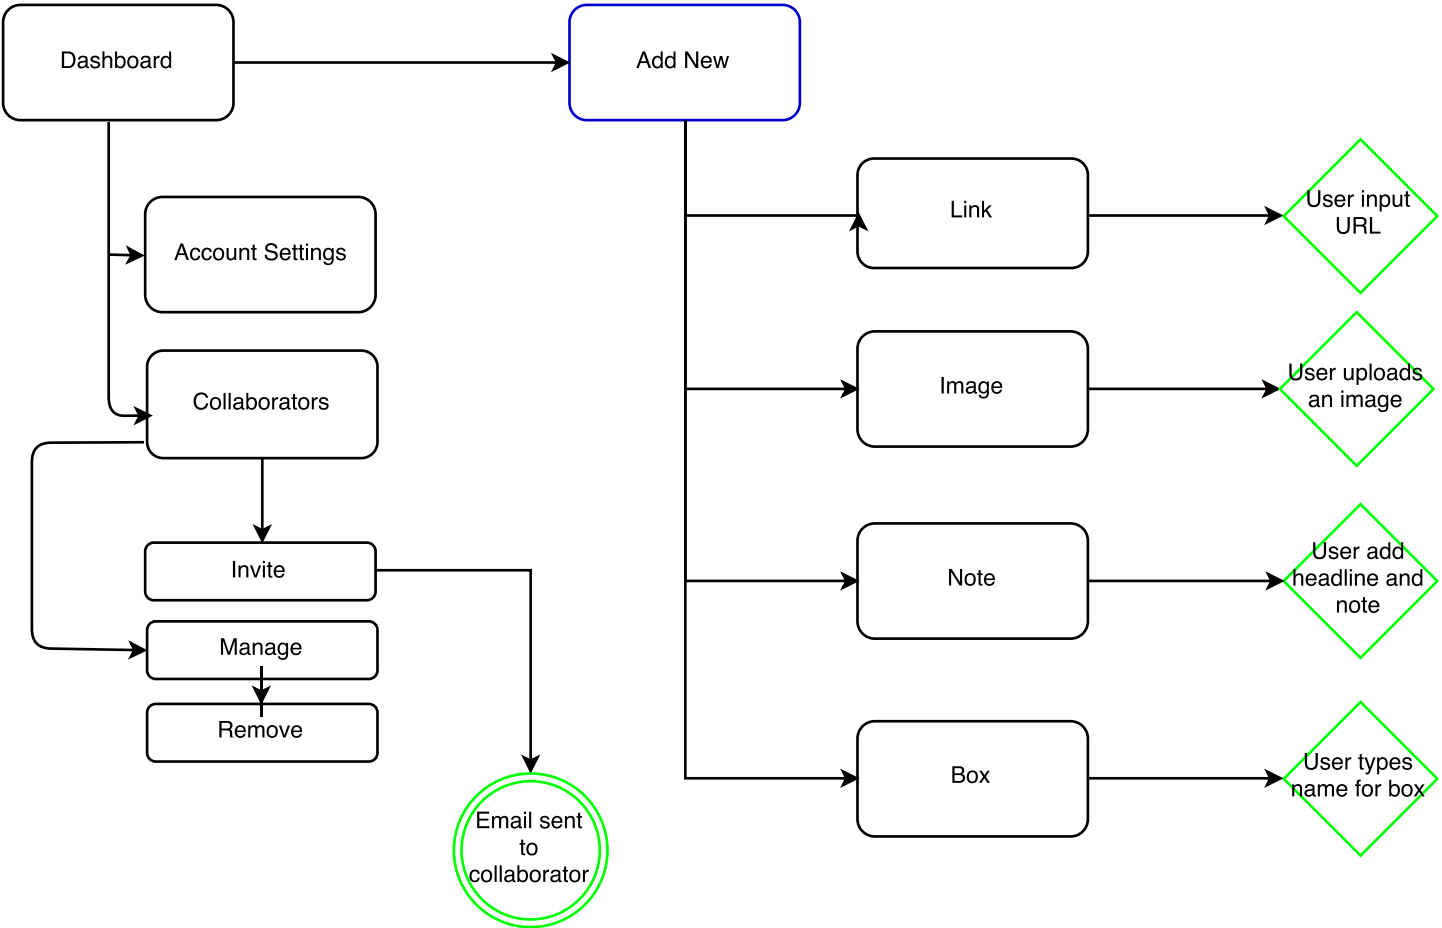 Dashboard
Add New
Account Settings
Collaborators
Invite
Manage
Remove
Email sent
to
collaborator
Link
User input
URL
Image
User uploads
an image
Note
User add
headline and
note
Box
User types
name for box